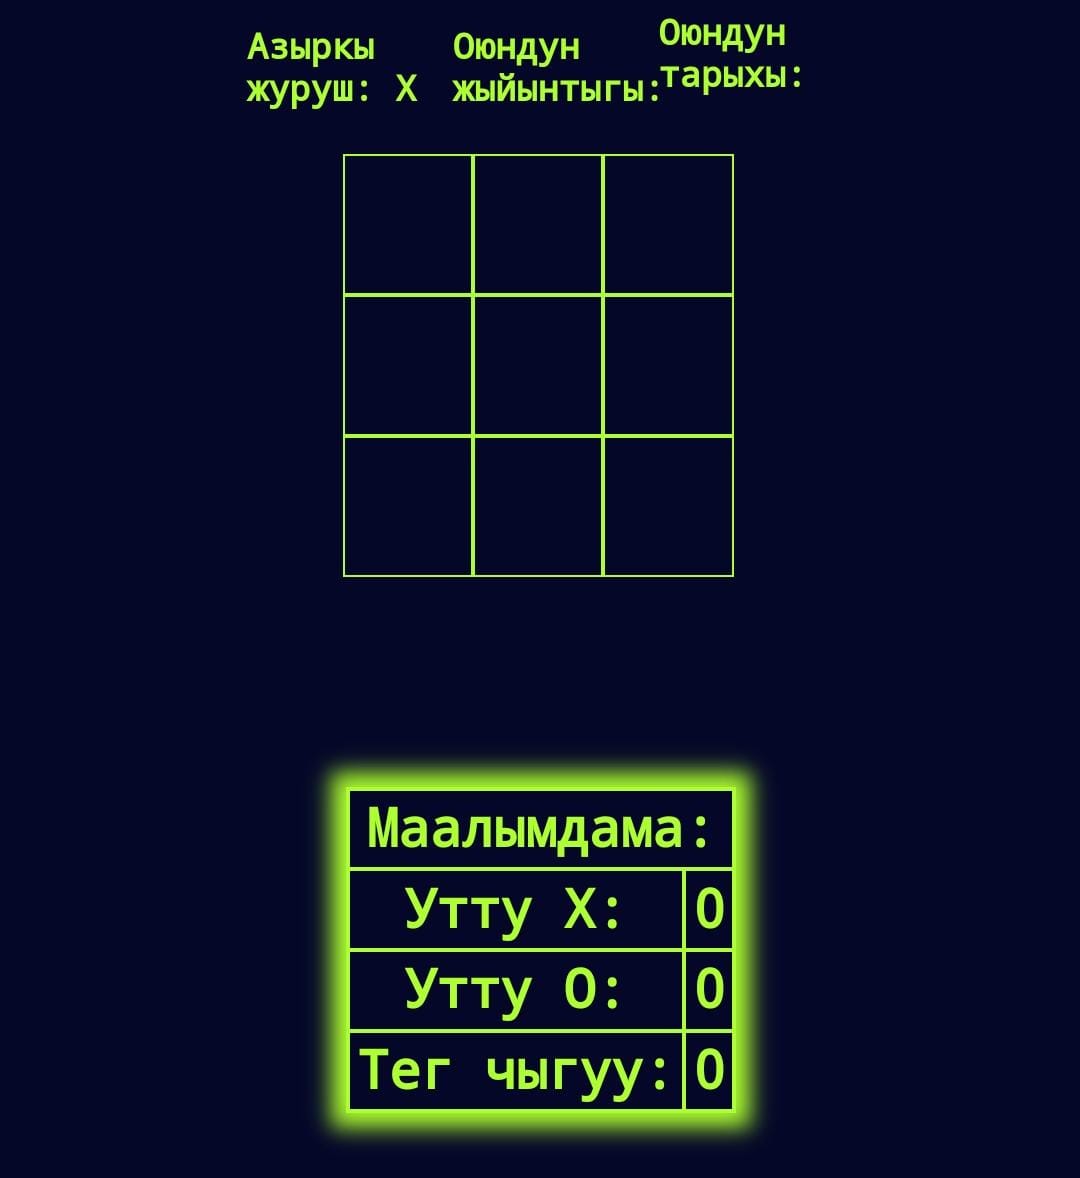 Азыркы
журуш: X
Оюндун
жыйынтыгы:
Оюндун
тарыхы:
Маалымдама:
Утту X: 0
Утту O: 0
Тег чыгуу: 0